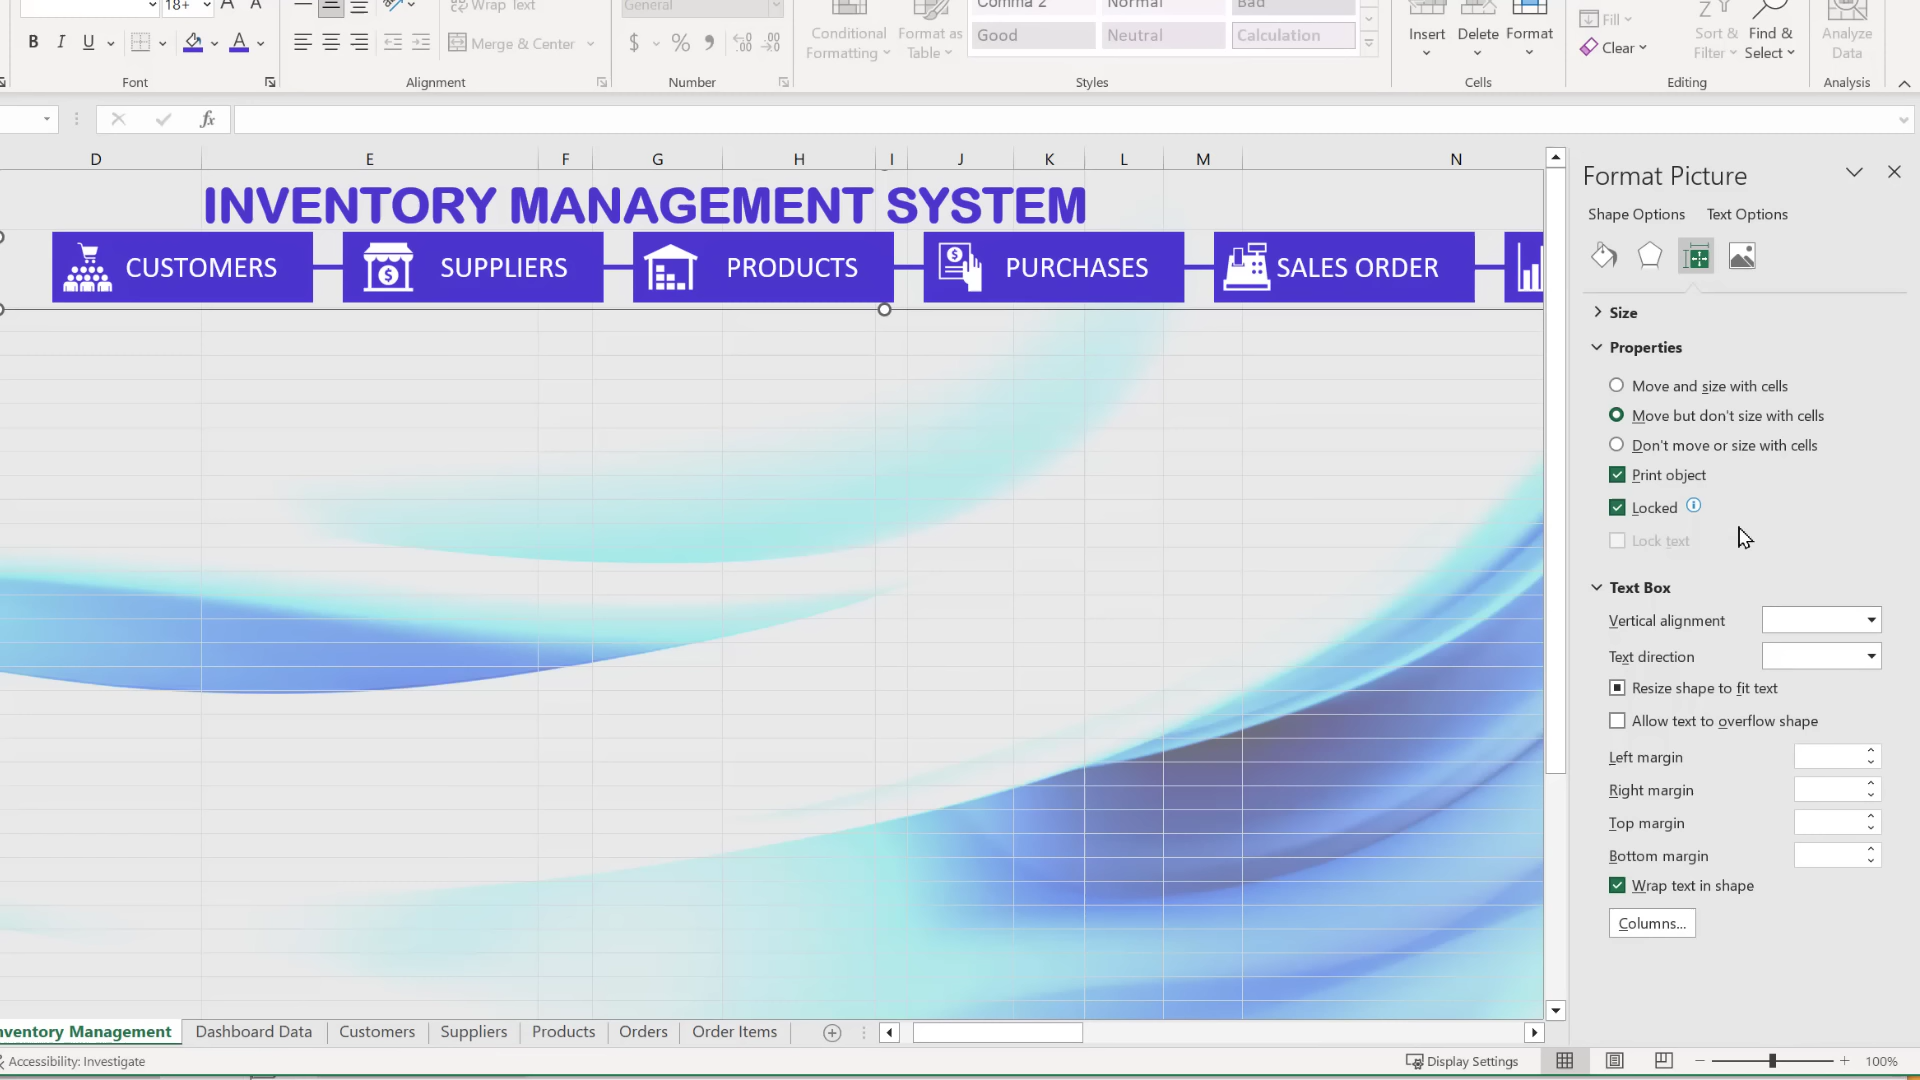 18+
A
A
Wrap Text
General
Comma 2
Normal
Bad
B I U
A
Merge & Center
$ % 9
Conditional Formatting
Format as Table
Good
Neutral
Calculation
Insert
Delete
Format
Fill
Clear
Sort & Filter
Find & Select
Analyze Data
Font
Alignment
Number
Styles
Cells
Editing
Analysis
fx
D E F G H I J K L M N
INVENTORY MANAGEMENT SYSTEM
CUSTOMERS
SUPPLIERS
PRODUCTS
PURCHASES
SALES ORDER
Format Picture
Shape Options
Text Options
Size
Properties
Move and size with cells
Move but don't size with cells
Don't move or size with cells
Print object
Locked
Lock text
Text Box
Vertical alignment
Text direction
Resize shape to fit text
Allow text to overflow shape
Left margin
Right margin
Top margin
Bottom margin
Wrap text in shape
Columns...
nventory Management
Dashboard Data
Customers
Suppliers
Products
Orders
Order Items
Accessibility: Investigate
Display Settings
100%